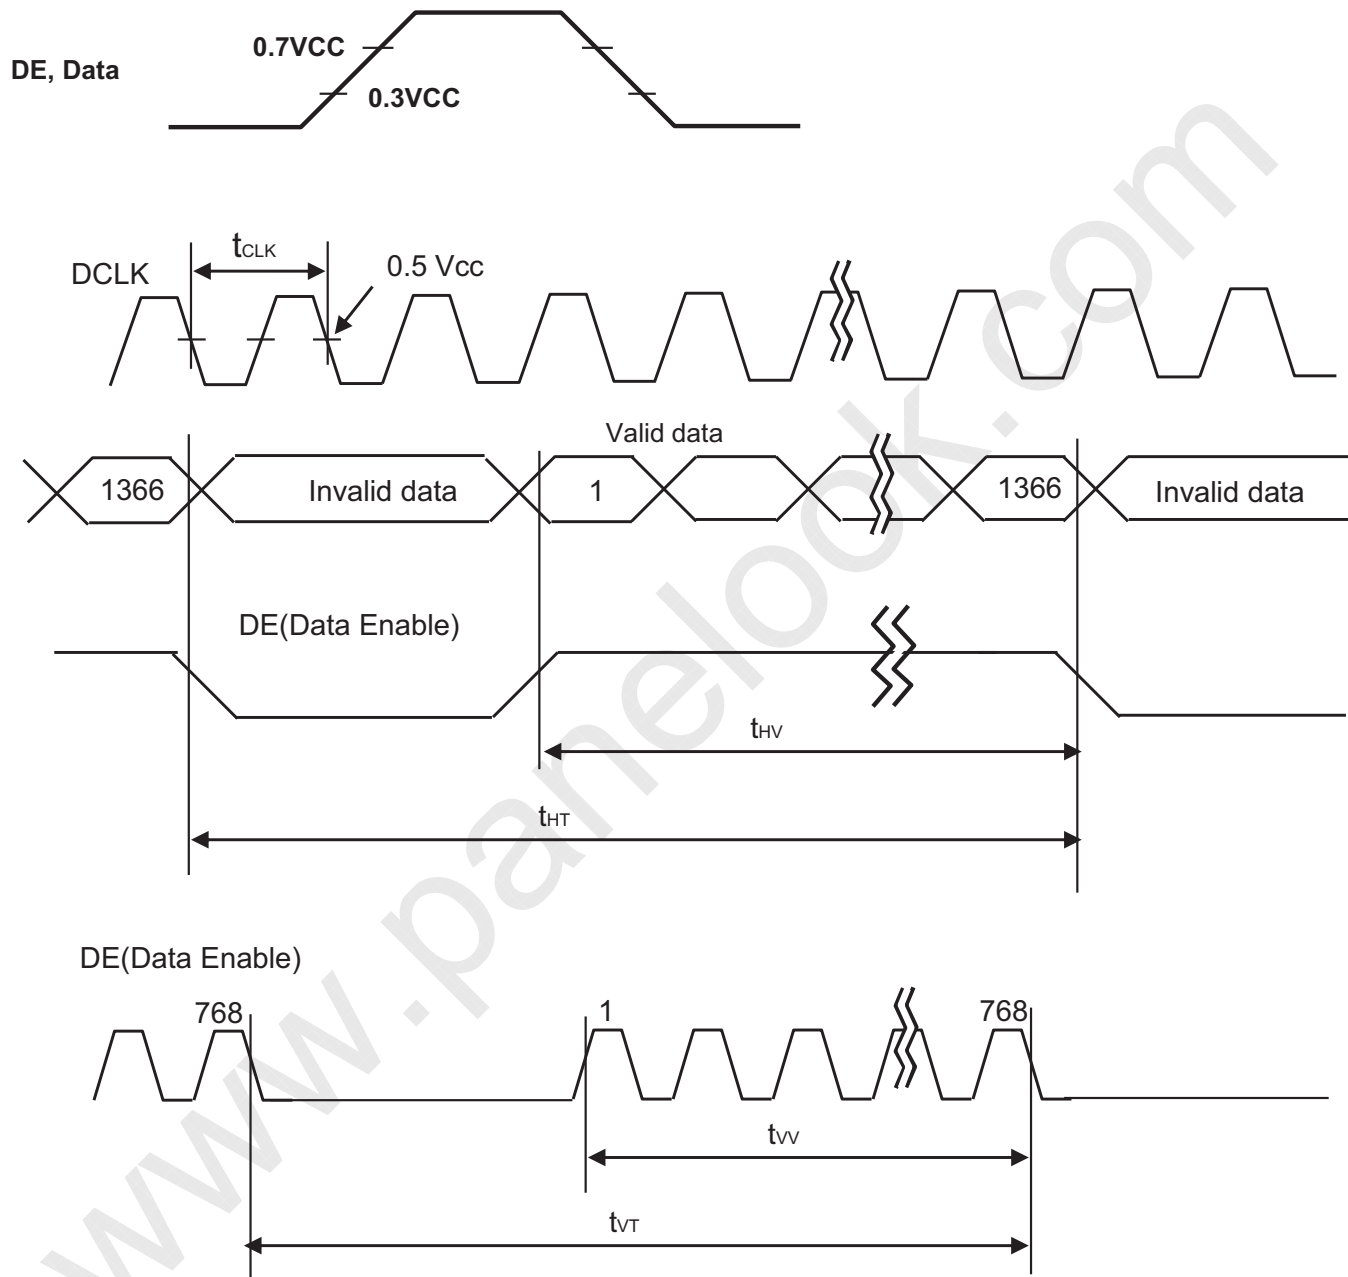 0.7VCC
DE, Data
0.3VCC
tCLK
DCLK
0.5 Vcc
Valid data
1366
Invalid data
1
1366
Invalid data
DE(Data Enable)
tHV
tHT
DE(Data Enable)
768
1
768
tVV
tVT
www.panelook.com